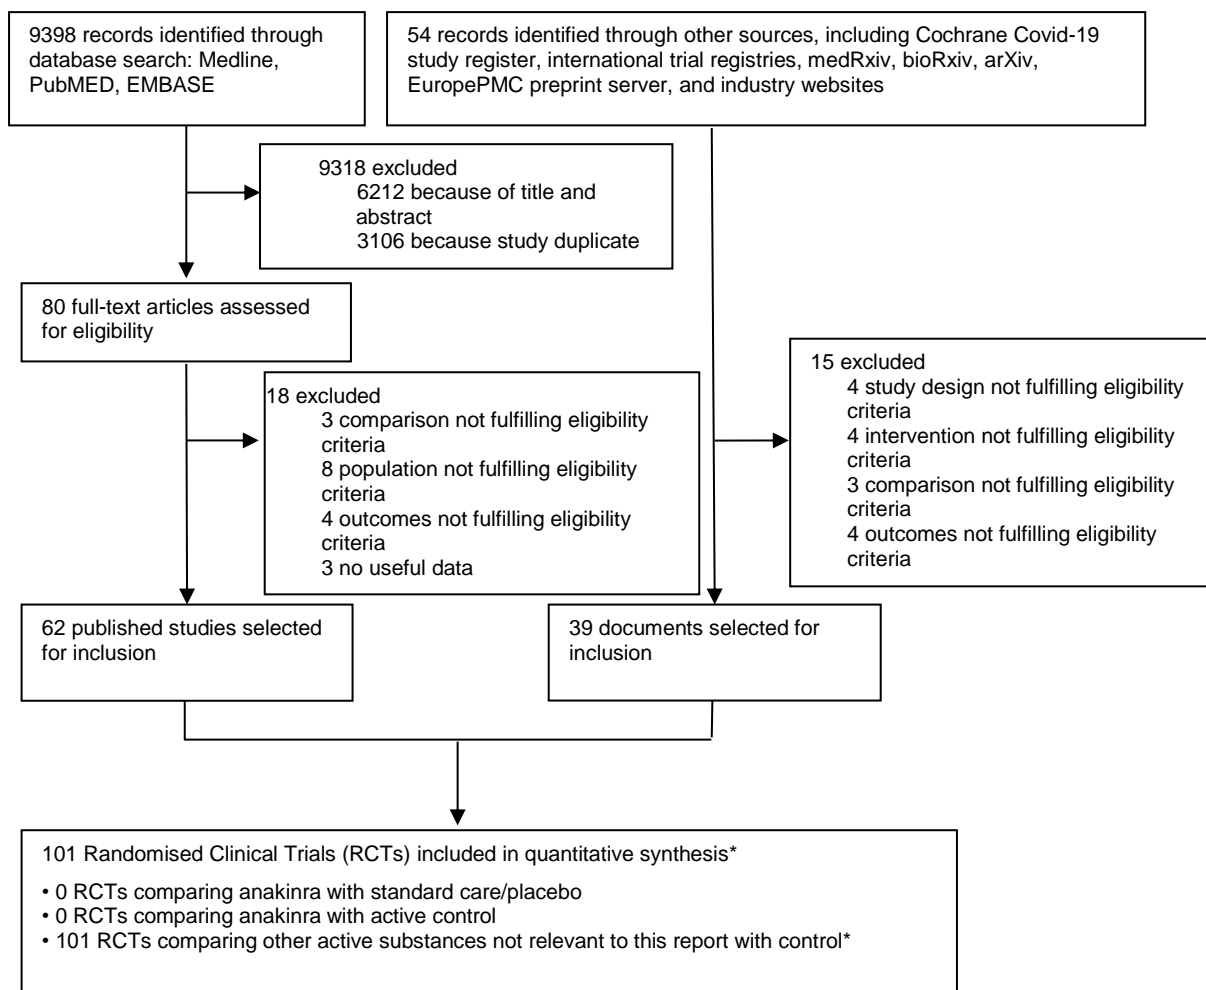 9398 records identified through
database search: Medline,
PubMED, EMBASE
54 records identified through other sources, including Cochrane Covid-19
study register, international trial registries, medRxiv, bioRxiv, arXiv,
EuropePMC preprint server, and industry websites
9318 excluded
6212 because of title and
abstract
3106 because study duplicate
80 full-text articles assessed
for eligibility
18 excluded
3 comparison not fulfilling eligibility
criteria
8 population not fulfilling eligibility
criteria
4 outcomes not fulfilling eligibility
criteria
3 no useful data
15 excluded
4 study design not fulfilling eligibility
criteria
4 intervention not fulfilling eligibility
criteria
3 comparison not fulfilling eligibility
criteria
4 outcomes not fulfilling eligibility
criteria
62 published studies selected
for inclusion
39 documents selected for
inclusion
101 Randomised Clinical Trials (RCTs) included in quantitative synthesis*
• 0 RCTs comparing anakinra with standard care/placebo
• 0 RCTs comparing anakinra with active control
• 101 RCTs comparing other active substances not relevant to this report with control*